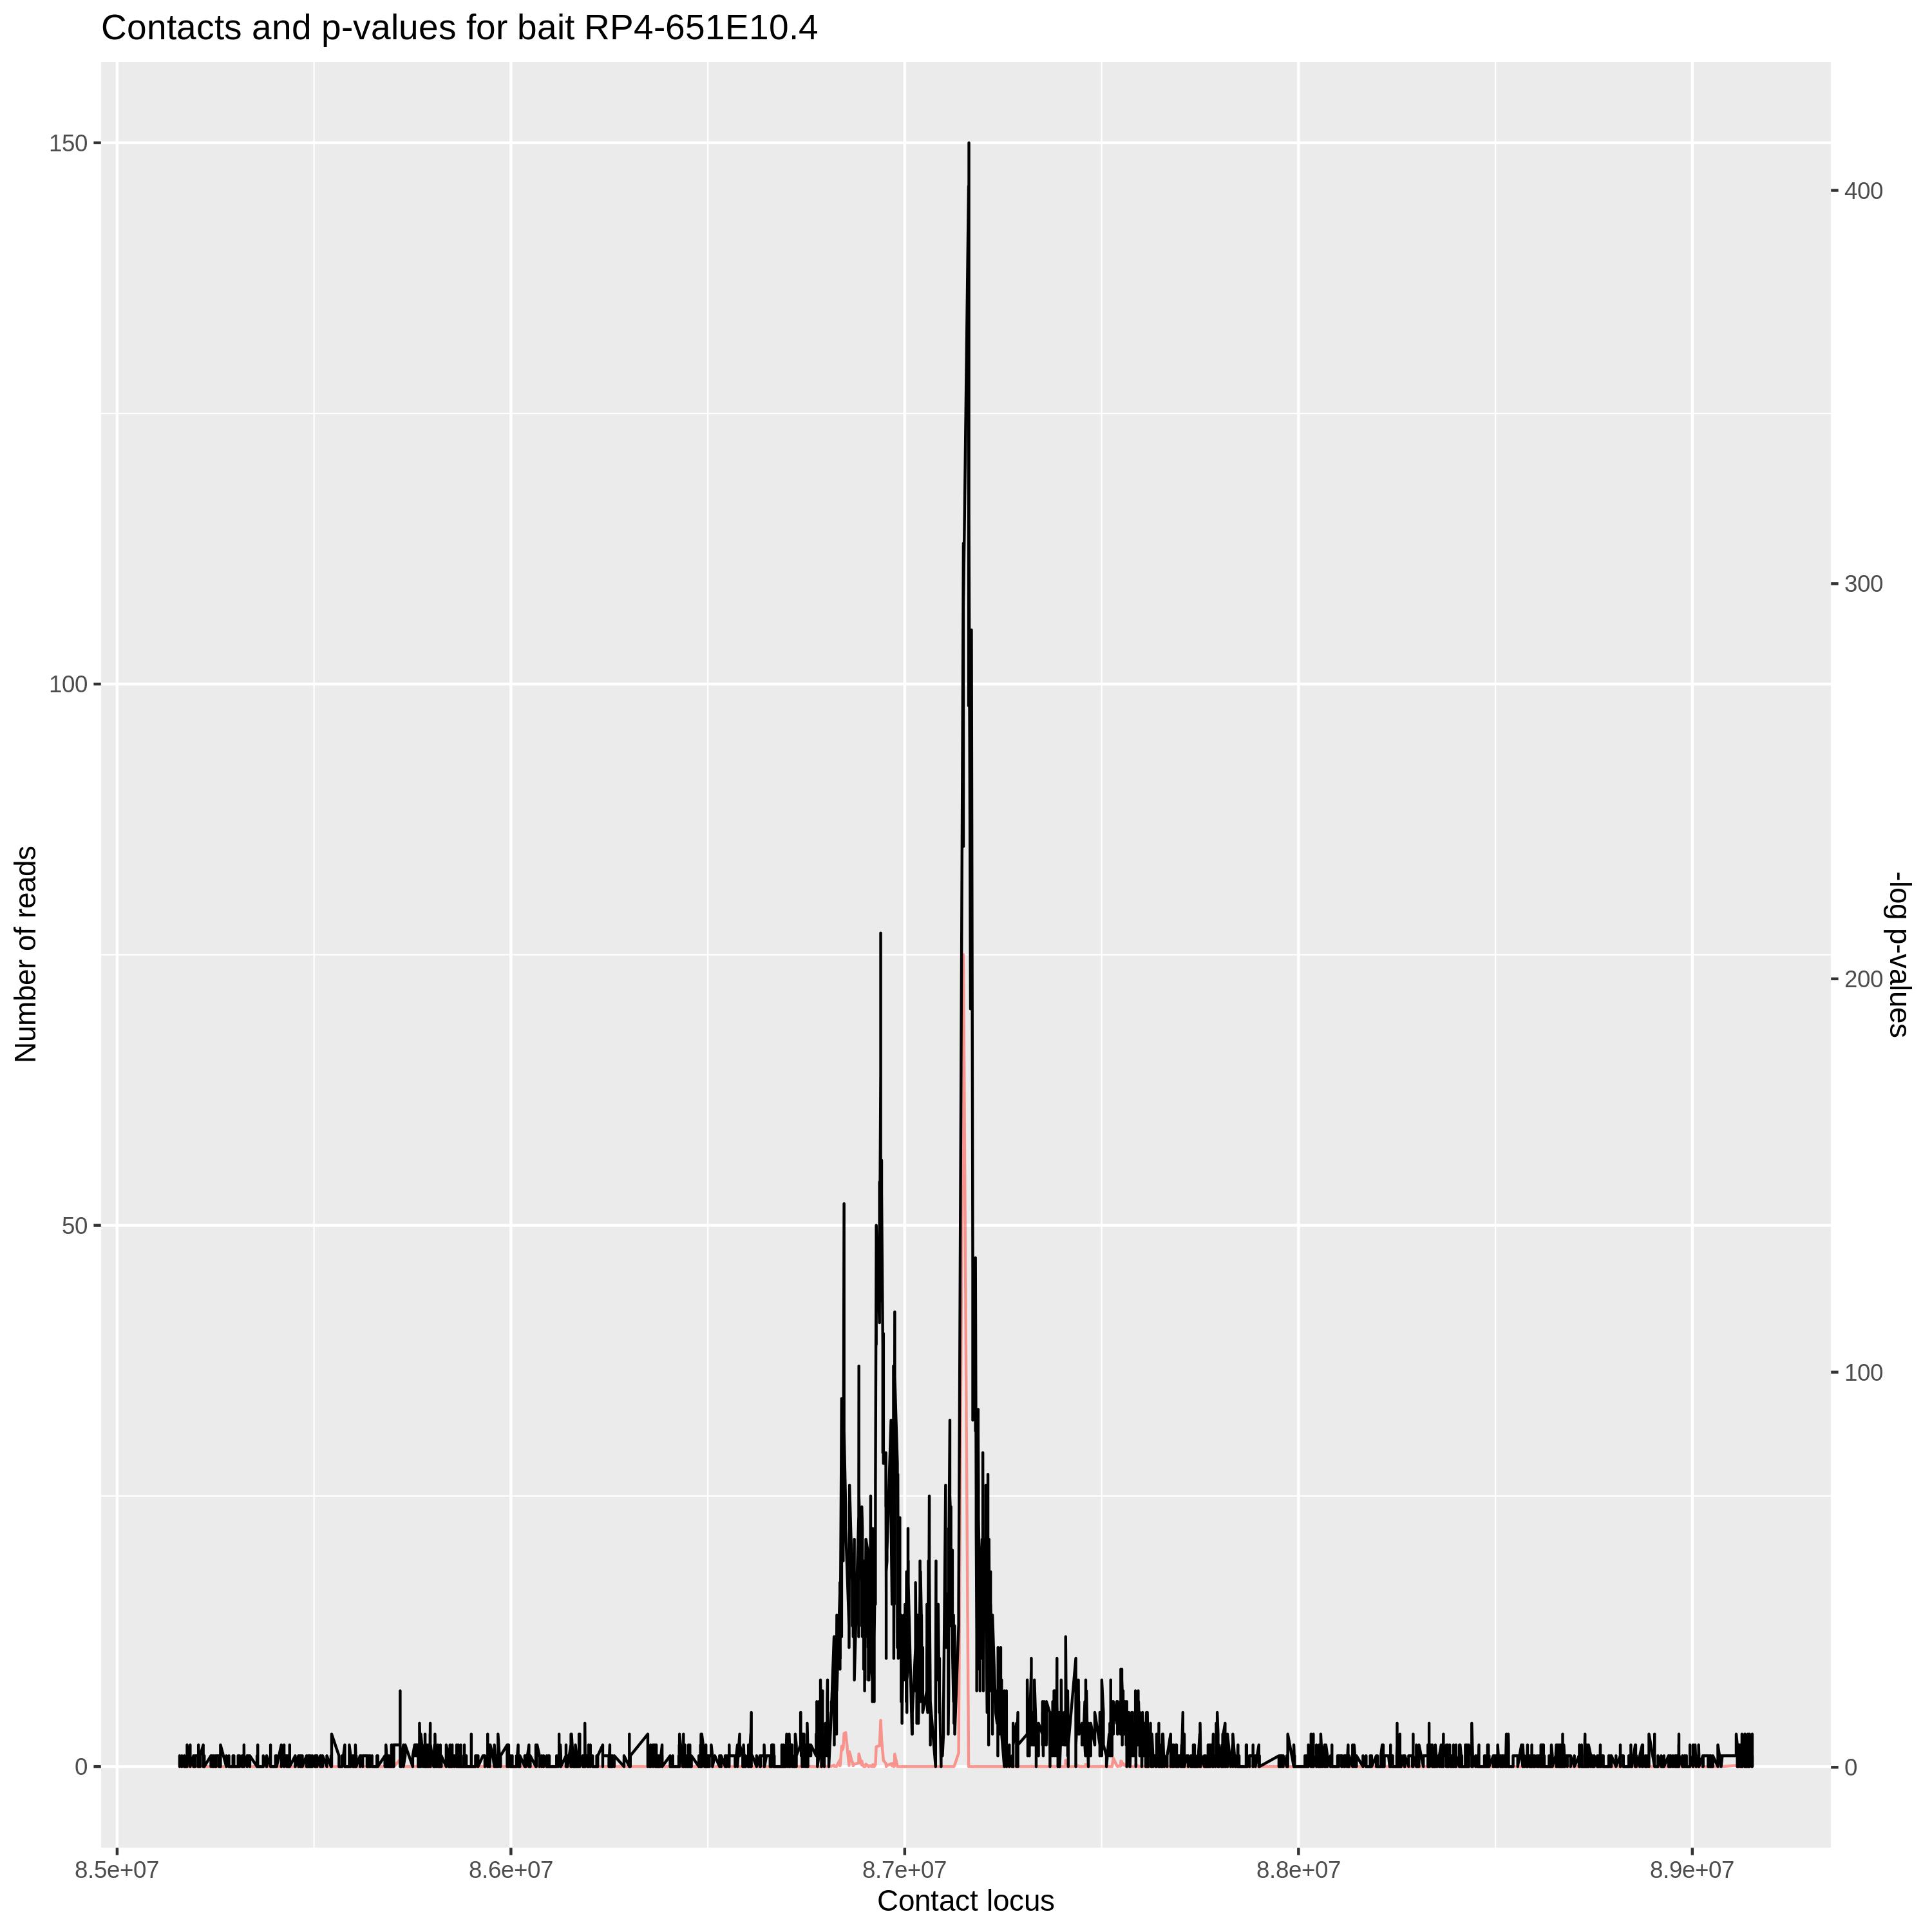 Contacts and p-values for bait RP4-651E10.4
150
100
50
0
400
300
200
100
0
Number of reads
-log p-values
8.5e+07 8.6e+07 8.7e+07 8.8e+07 8.9e+07
Contact locus